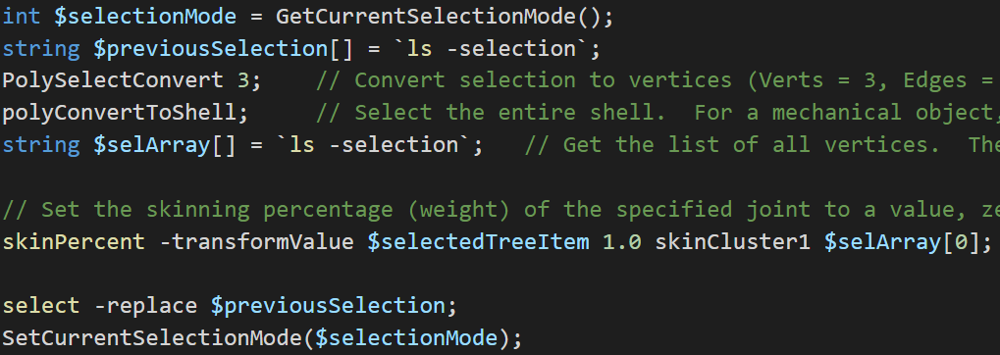 int $selectionMode = GetCurrentSelectionMode();
string $previousSelection[] = `ls -selection`;
PolySelectConvert 3;    // Convert selection to vertices (Verts = 3, Edges =
polyConvertToShell;     // Select the entire shell.  For a mechanical object,
string $selArray[] = `ls -selection`;   // Get the list of all vertices.  The
// Set the skinning percentage (weight) of the specified joint to a value, ze
skinPercent -transformValue $selectedTreeItem 1.0 skinCluster1 $selArray[0];
select -replace $previousSelection;
SetCurrentSelectionMode($selectionMode);